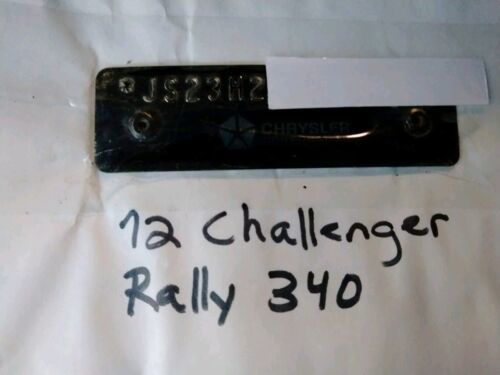 *JS23H2
CHRYSLER
72 Challenger
Rally 340